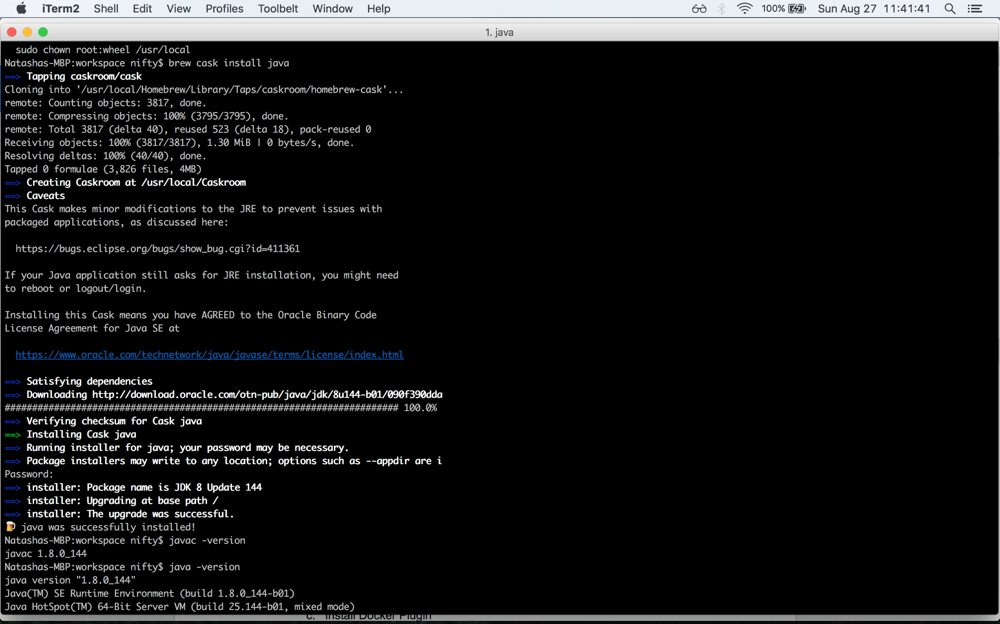 iTerm2 Shell Edit View Profiles Toolbelt Window Help 100% Sun Aug 27 11:41:41
1. java
sudo chown root:wheel /usr/local
Natashas-MBP:workspace nifty$ brew cask install java
==> Tapping caskroom/cask
Cloning into '/usr/local/Homebrew/Library/Taps/caskroom/homebrew-cask'...
remote: Counting objects: 3817, done.
remote: Compressing objects: 100% (3795/3795), done.
remote: Total 3817 (delta 40), reused 523 (delta 18), pack-reused 0
Receiving objects: 100% (3817/3817), 1.30 MiB | 0 bytes/s, done.
Resolving deltas: 100% (40/40), done.
Tapped 0 formulae (3,826 files, 4MB)
==> Creating Caskroom at /usr/local/Caskroom
==> Caveats
This Cask makes minor modifications to the JRE to prevent issues with
packaged applications, as discussed here:
https://bugs.eclipse.org/bugs/show_bug.cgi?id=411361
If your Java application still asks for JRE installation, you might need
to reboot or logout/login.
Installing this Cask means you have AGREED to the Oracle Binary Code
License Agreement for Java SE at
https://www.oracle.com/technetwork/java/javase/terms/license/index.html
==> Satisfying dependencies
==> Downloading http://download.oracle.com/otn-pub/java/jdk/8u144-b01/090f390dda
######################################################################## 100.0%
==> Verifying checksum for Cask java
==> Installing Cask java
==> Running installer for java; your password may be necessary.
==> Package installers may write to any location; options such as --appdir are i
Password:
==> installer: Package name is JDK 8 Update 144
==> installer: Upgrading at base path /
==> installer: The upgrade was successful.
🍺 java was successfully installed!
Natashas-MBP:workspace nifty$ javac -version
javac 1.8.0_144
Natashas-MBP:workspace nifty$ java -version
java version "1.8.0_144"
Java(TM) SE Runtime Environment (build 1.8.0_144-b01)
Java HotSpot(TM) 64-Bit Server VM (build 25.144-b01, mixed mode)
c. Install Docker Plugin